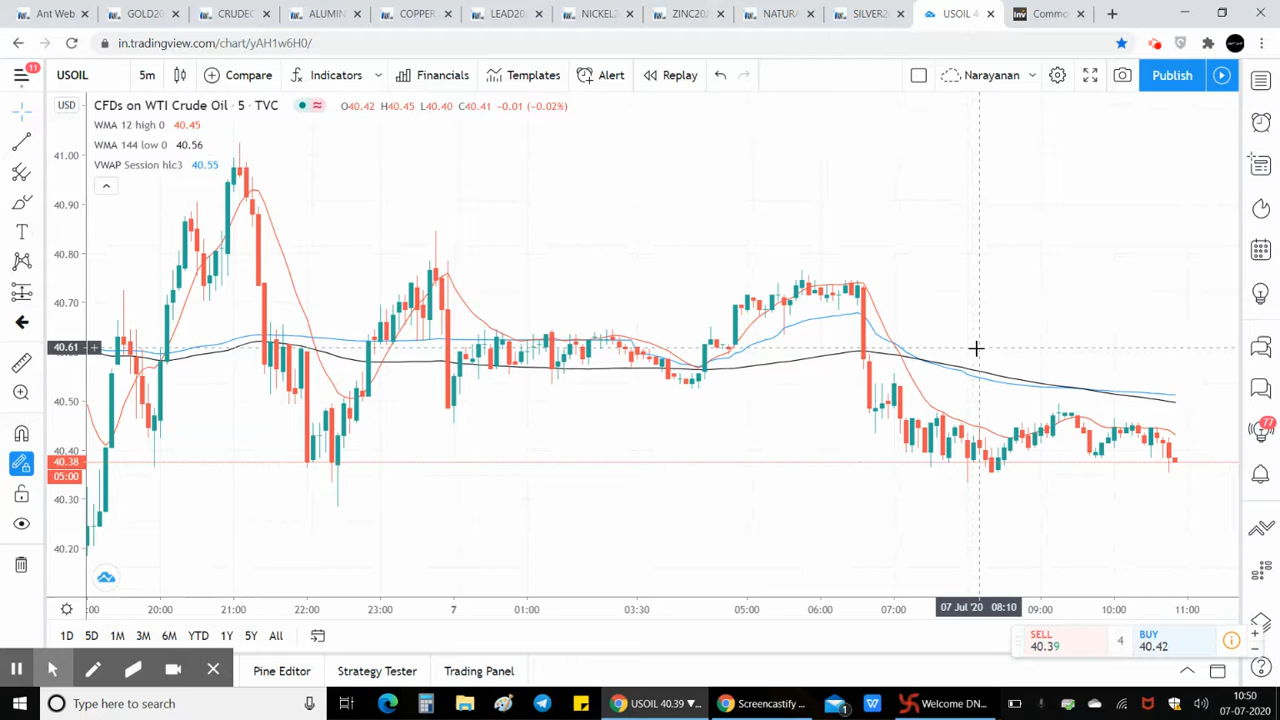 Ant Web
GOLD20
CRUDEC
ALUMIN
COPPER
LEAD20
NICKEL2
ZINC20
NATURA
SILVER2
USOIL 4
Commo
in.tradingview.com/chart/yAH1w6H0/
11
USOIL
5m
Compare
Indicators
Financials
Templates
Alert
Replay
Narayanan
Publish
USD
CFDs on WTI Crude Oil · 5 · TVC
O40.42 H40.45 L40.40 C40.41 -0.01 (-0.02%)
WMA 12 high 0 40.45
WMA 144 low 0 40.56
VWAP Session hlc3 40.55
41.00
40.90
40.80
40.70
40.61
40.50
40.40
40.38
05:00
40.30
40.20
77
:00
20:00
21:00
22:00
23:00
7
01:00
03:30
05:00
06:00
07:00
07 Jul '20 08:10
09:00
10:00
11:00
1D
5D
1M
3M
6M
YTD
1Y
5Y
All
SELL
40.39
4
BUY
40.42
Pine Editor
Strategy Tester
Trading Panel
Type here to search
USOIL 40.39 ▼...
Screencastify ...
1
Welcome DN...
10:50
07-07-2020